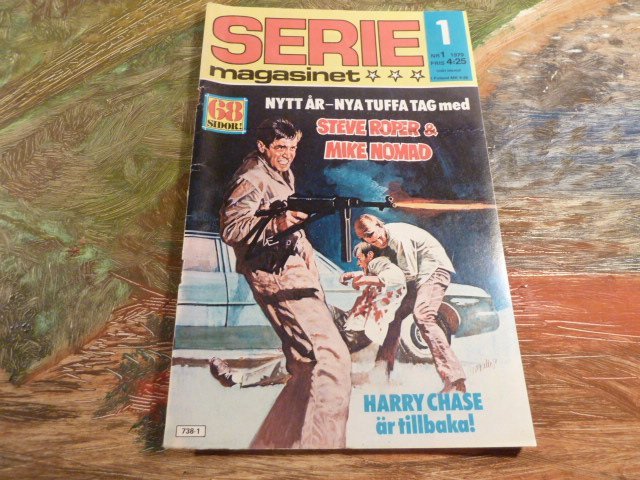 SERIE
magasinet
1
NR 1 1979
PRIS 4:25
68
SIDOR!
NYTT ÅR-NYA TUFFA TAG med
STEVE ROPER &
MIKE NOMAD
HARRY CHASE
är tillbaka!
738-1